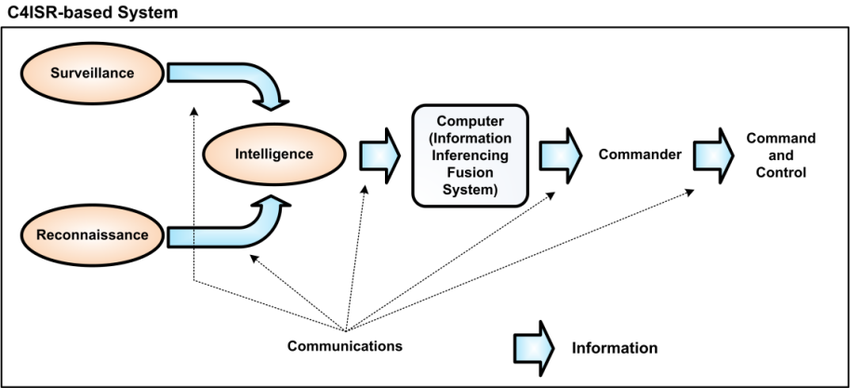 C4ISR-based System
Surveillance
Intelligence
Reconnaissance
Computer
(Information
Inferencing
Fusion
System)
Commander
Command
and
Control
Communications
Information